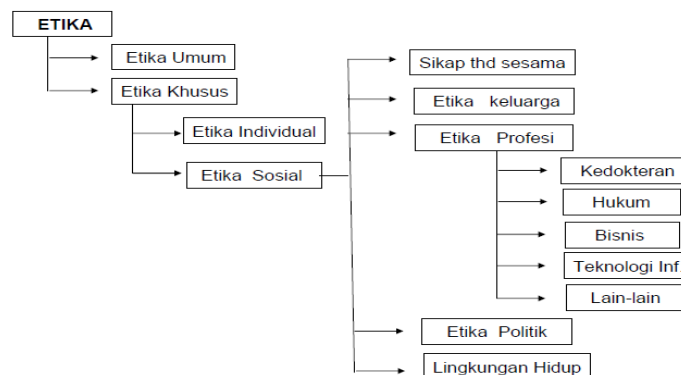 ETIKA
Etika Umum
Etika Khusus
Etika Individual
Etika Sosial
Sikap thd sesama
Etika keluarga
Etika Profesi
Kedokteran
Hukum
Bisnis
Teknologi Inf.
Lain-lain
Etika Politik
Lingkungan Hidup